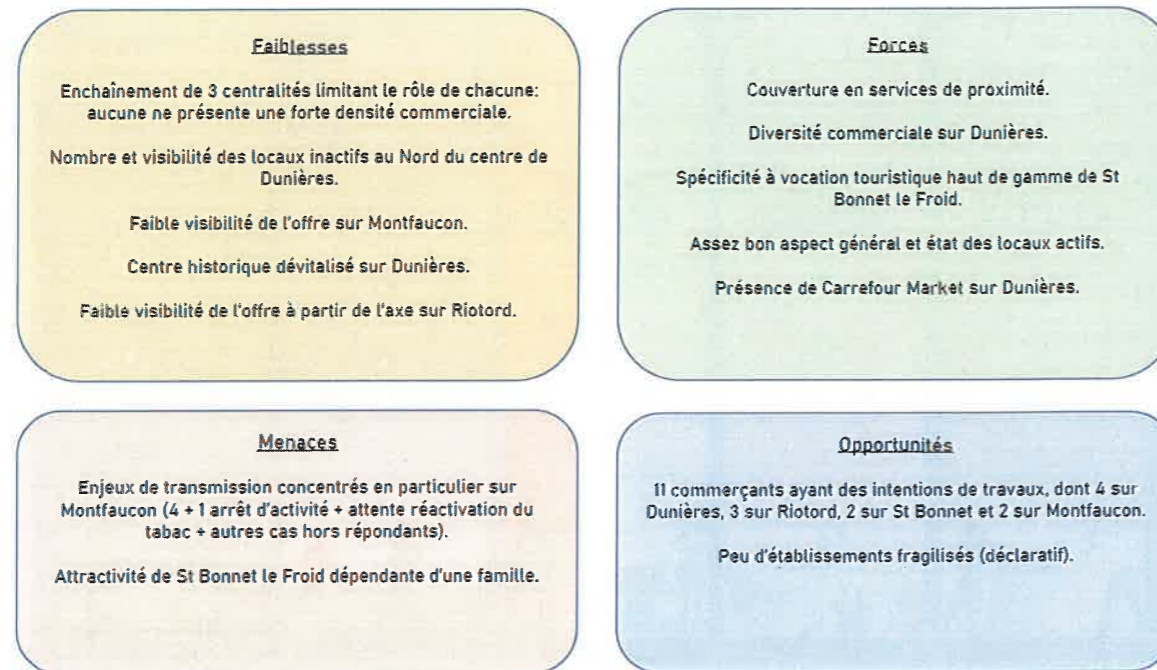 Faiblesses
Enchaînement de 3 centralités limitant le rôle de chacune:
aucune ne présente une forte densité commerciale.
Nombre et visibilité des locaux inactifs au Nord du centre de
Dunières.
Faible visibilité de l'offre sur Montfaucon.
Centre historique dévitalisé sur Dunières.
Faible visibilité de l'offre à partir de l'axe sur Riotord.
Forces
Couverture en services de proximité.
Diversité commerciale sur Dunières.
Spécificité à vocation touristique haut de gamme de St
Bonnet le Froid.
Assez bon aspect général et état des locaux actifs.
Présence de Carrefour Market sur Dunières.
Menaces
Enjeux de transmission concentrés en particulier sur
Montfaucon (4 + 1 arrêt d'activité + attente réactivation du
tabac + autres cas hors répondants).
Attractivité de St Bonnet le Froid dépendante d'une famille.
Opportunités
11 commerçants ayant des intentions de travaux, dont 4 sur
Dunières, 3 sur Riotord, 2 sur St Bonnet et 2 sur Montfaucon.
Peu d'établissements fragilisés (déclaratif).